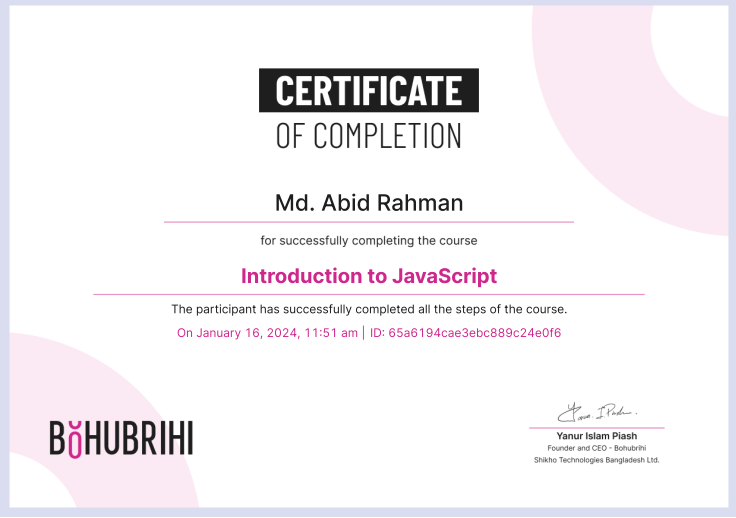 CERTIFICATE
OF COMPLETION
Md. Abid Rahman
for successfully completing the course
Introduction to JavaScript
The participant has successfully completed all the steps of the course.
On January 16, 2024, 11:51 am | ID: 65a6194cae3ebc889c24e0f6
BOHUBRIHI
Yanur Islam Piash
Founder and CEO - Bohubrihi
Shikho Technologies Bangladesh Ltd.